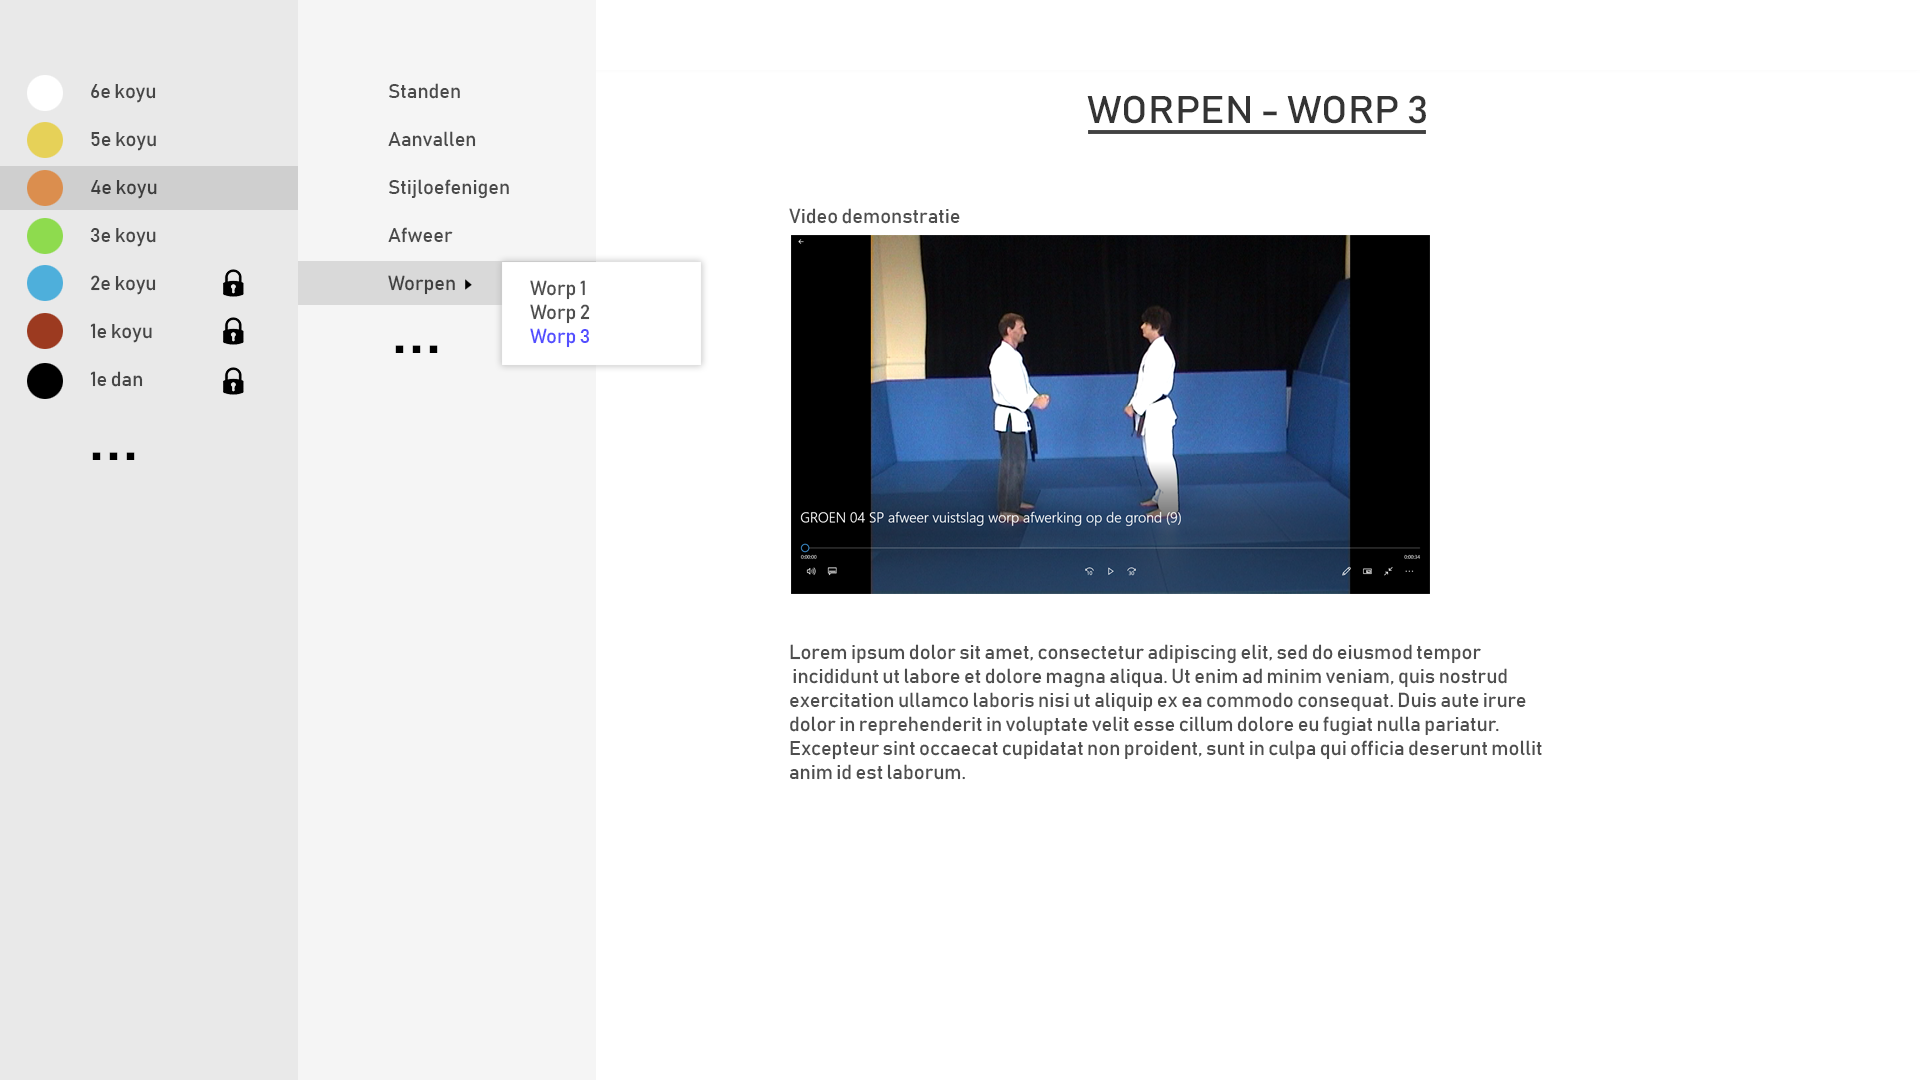 6e koyu
5e koyu
4e koyu
3e koyu
2e koyu
1e koyu
1e dan
...
Standen
Aanvallen
Stijloefenigen
Afweer
Worpen
...
Worp 1
Worp 2
Worp 3
WORPEN - WORP 3
Video demonstratie
GROEN 04 SP afweer vuistslag worp afwerking op de grond (9)
0:00:00
0:00:34
10
30
Lorem ipsum dolor sit amet, consectetur adipiscing elit, sed do eiusmod tempor
incididunt ut labore et dolore magna aliqua. Ut enim ad minim veniam, quis nostrud
exercitation ullamco laboris nisi ut aliquip ex ea commodo consequat. Duis aute irure
dolor in reprehenderit in voluptate velit esse cillum dolore eu fugiat nulla pariatur.
Excepteur sint occaecat cupidatat non proident, sunt in culpa qui officia deserunt mollit
anim id est laborum.